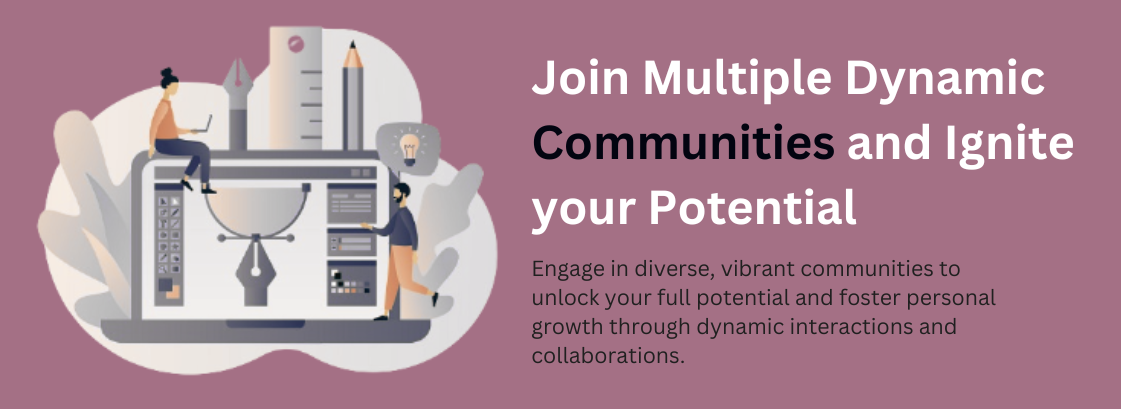 Join Multiple Dynamic
Communities and Ignite
your Potential
Engage in diverse, vibrant communities to
unlock your full potential and foster personal
growth through dynamic interactions and
collaborations.